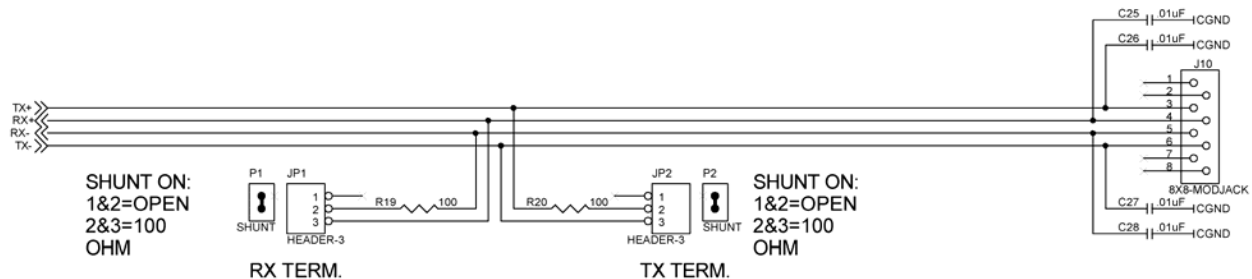 C25 .01uF CGND
C26 .01uF CGND
J10
1
2
3
4
5
6
7
8
8X8-MODJACK
TX+
RX+
RX-
TX-
SHUNT ON:
1&2=OPEN
2&3=100
OHM
P1
SHUNT
JP1
1
2
3
HEADER-3
R19 100
RX TERM.
R20 100
JP2
1
2
3
HEADER-3
P2
SHUNT
SHUNT ON:
1&2=OPEN
2&3=100
OHM
TX TERM.
C27 .01uF CGND
C28 .01uF CGND